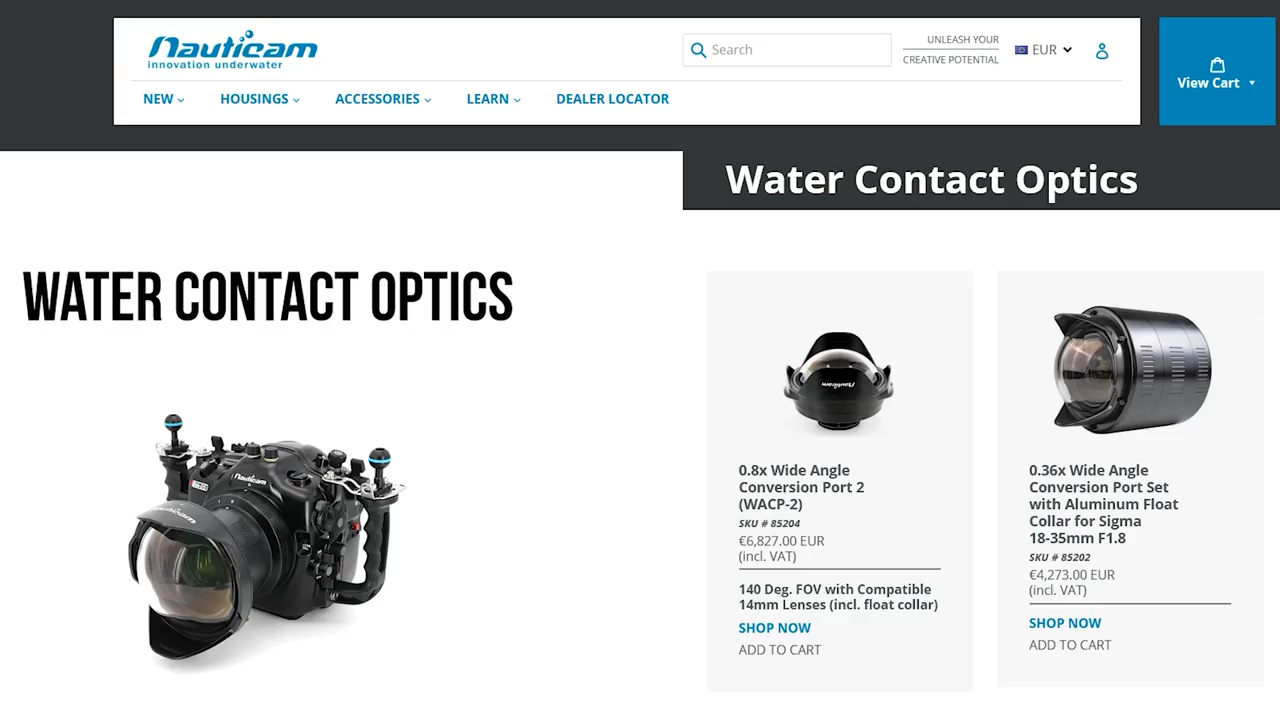 Nauticam
innovation underwater
Search
UNLEASH YOUR
CREATIVE POTENTIAL
EUR
View Cart
NEW
HOUSINGS
ACCESSORIES
LEARN
DEALER LOCATOR
Water Contact Optics
WATER CONTACT OPTICS
Nauticam
Nauticam
Nauticam
0.8x Wide Angle
Conversion Port 2
(WACP-2)
SKU # 85204
€6,827.00 EUR
(incl. VAT)
140 Deg. FOV with Compatible
14mm Lenses (incl. float collar)
SHOP NOW
ADD TO CART
0.36x Wide Angle
Conversion Port Set
with Aluminum Float
Collar for Sigma
18-35mm F1.8
SKU # 85202
€4,273.00 EUR
(incl. VAT)
SHOP NOW
ADD TO CART